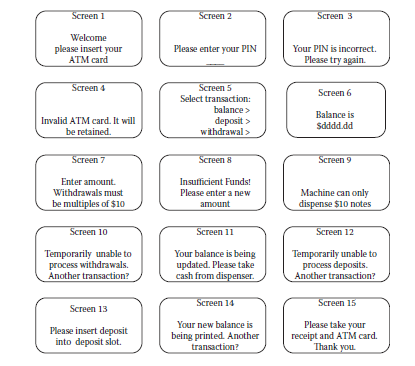 Screen 1
Welcome
please insert your
ATM card
Screen 2
Please enter your PIN
Screen 3
Your PIN is incorrect.
Please try again.
Screen 4
Invalid ATM card. It will
be retained.
Screen 5
Select transaction:
balance >
deposit >
withdrawal >
Screen 6
Balance is
$dddd.dd
Screen 7
Enter amount.
Withdrawals must
be multiples of $10
Screen 8
Insufficient Funds!
Please enter a new
amount
Screen 9
Machine can only
dispense $10 notes
Screen 10
Temporarily unable to
process withdrawals.
Another transaction?
Screen 11
Your balance is being
updated. Please take
cash from dispenser.
Screen 12
Temporarily unable to
process deposits.
Another transaction?
Screen 13
Please insert deposit
into deposit slot.
Screen 14
Your new balance is
being printed. Another
transaction?
Screen 15
Please take your
receipt and ATM card.
Thank you.